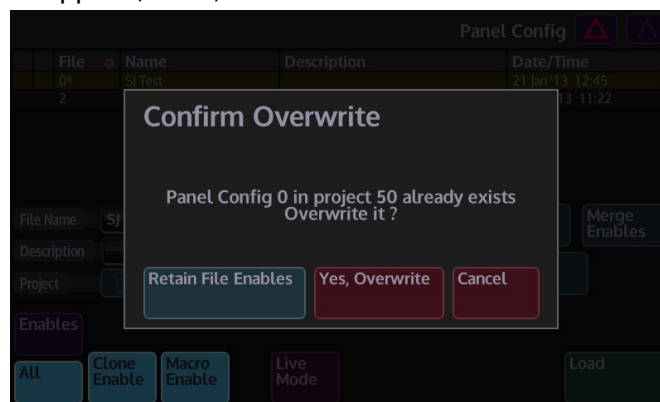 Panel Config
File Name Description Date/Time
0* SJ Test 21 Jan '13 12:45
2 13 11:22
Confirm Overwrite
Panel Config 0 in project 50 already exists
Overwrite it ?
Retain File Enables Yes, Overwrite Cancel
File Name SJ
Merge
Enables
Description
Project
Enables
All
Clone
Enable
Macro
Enable
Live
Mode
Load